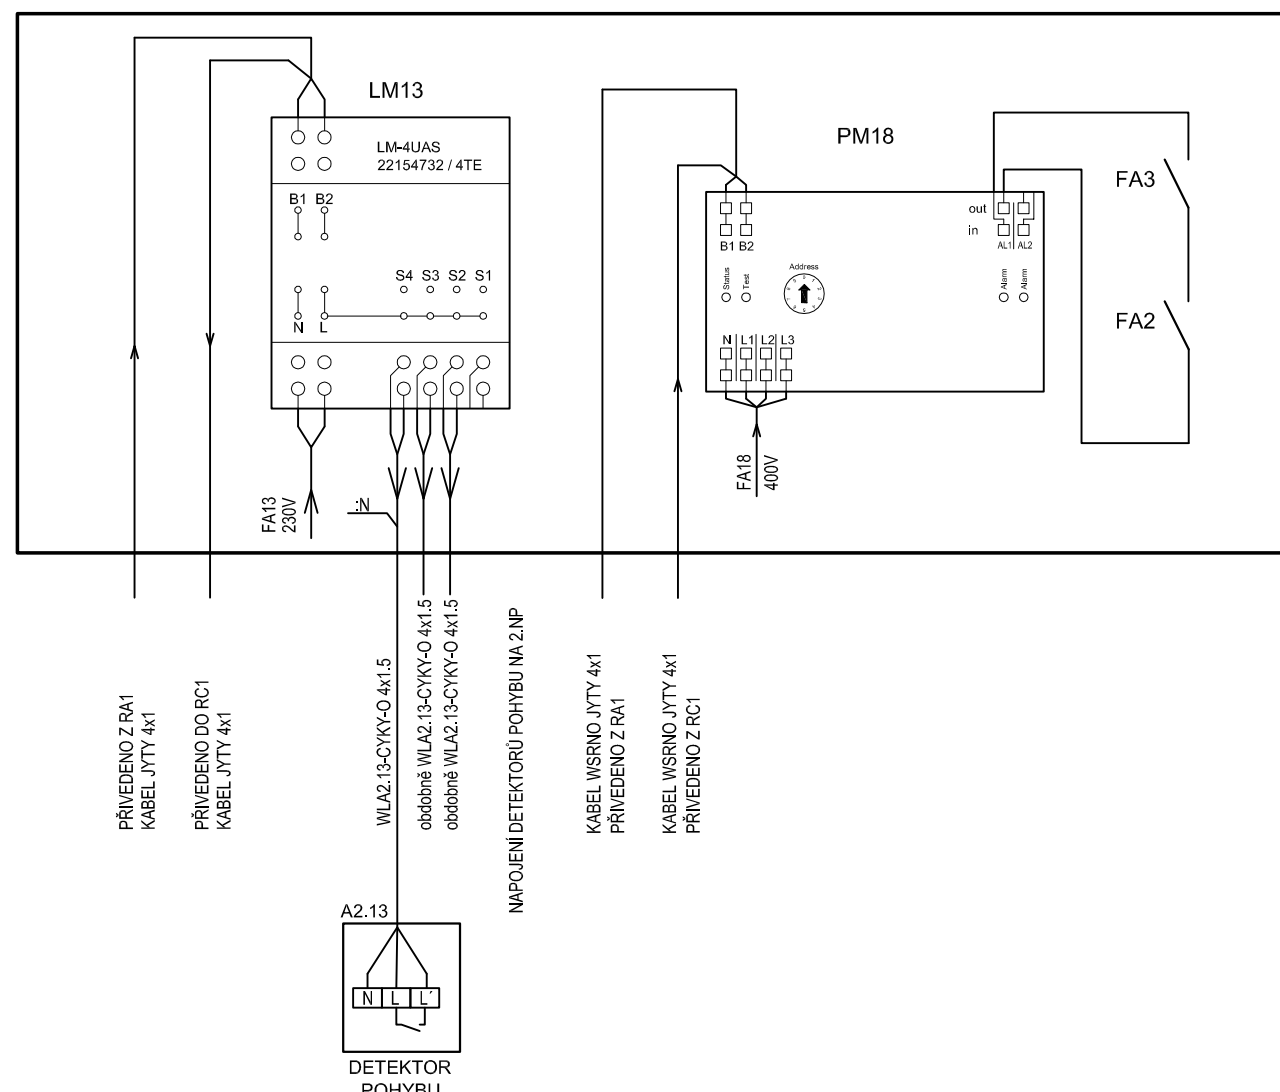 LM13
LM-4UAS
22154732 / 4TE
B1 B2
S4 S3 S2 S1
N L
FA13
230V
:N
PM18
out
in
B1 B2
AL1 AL2
Status
Test
Address
Alarm
Alarm
N L1 L2 L3
FA18
400V
FA3
FA2
PŘIVEDENO Z RA1
KABEL JYTY 4x1
PŘIVEDENO DO RC1
KABEL JYTY 4x1
WLA2.13-CYKY-O 4x1.5
obdobně WLA2.13-CYKY-O 4x1.5
obdobně WLA2.13-CYKY-O 4x1.5
NAPOJENÍ DETEKTORŮ POHYBU NA 2.NP
KABEL WSRNO JYTY 4x1
PŘIVEDENO Z RA1
KABEL WSRNO JYTY 4x1
PŘIVEDENO Z RC1
A2.13
N L L´
DETEKTOR
POHYBU